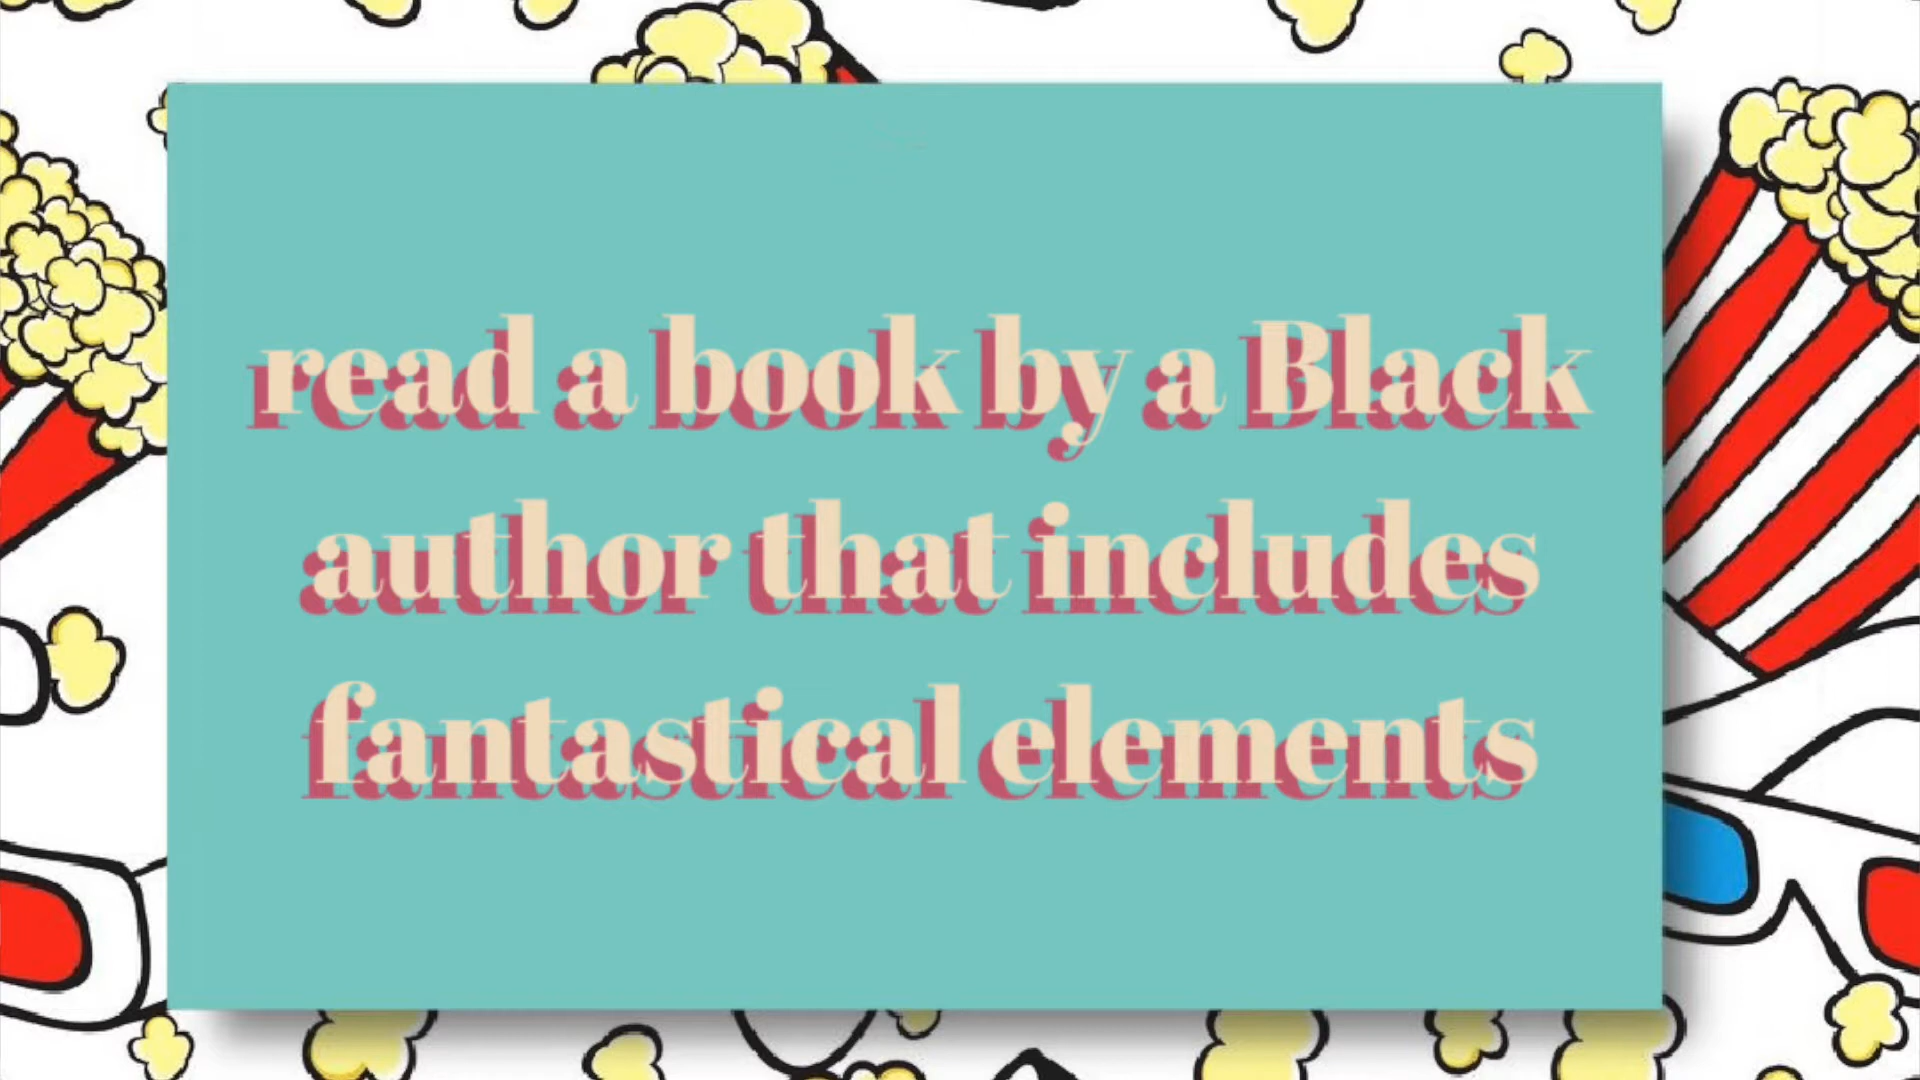 read a book by a Black
author that includes
fantastical elements